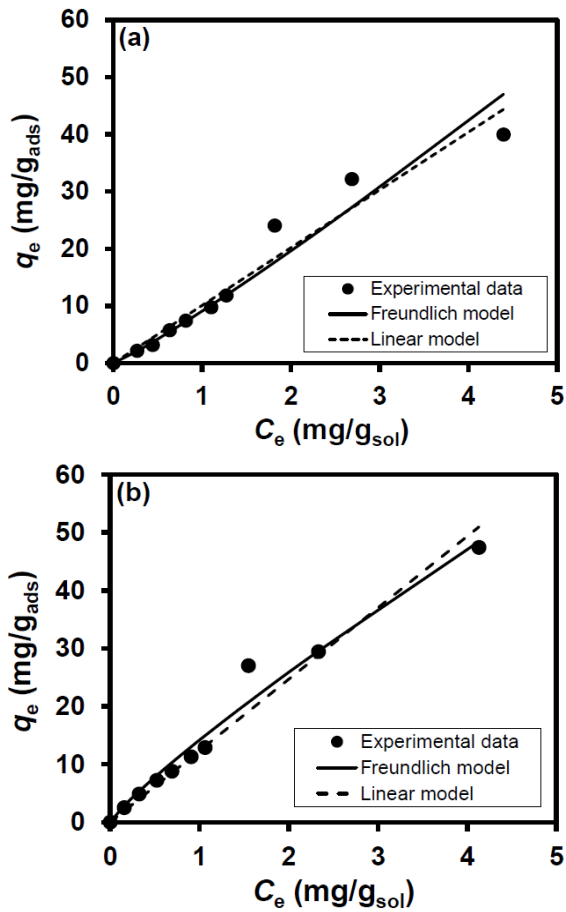 (a)
60
50
40
30
20
10
0
qe (mg/gads)
Experimental data
Freundlich model
Linear model
0 1 2 3 4 5
Ce (mg/gsol)
(b)
60
50
40
30
20
10
0
qe (mg/gads)
Experimental data
Freundlich model
Linear model
0 1 2 3 4 5
Ce (mg/gsol)